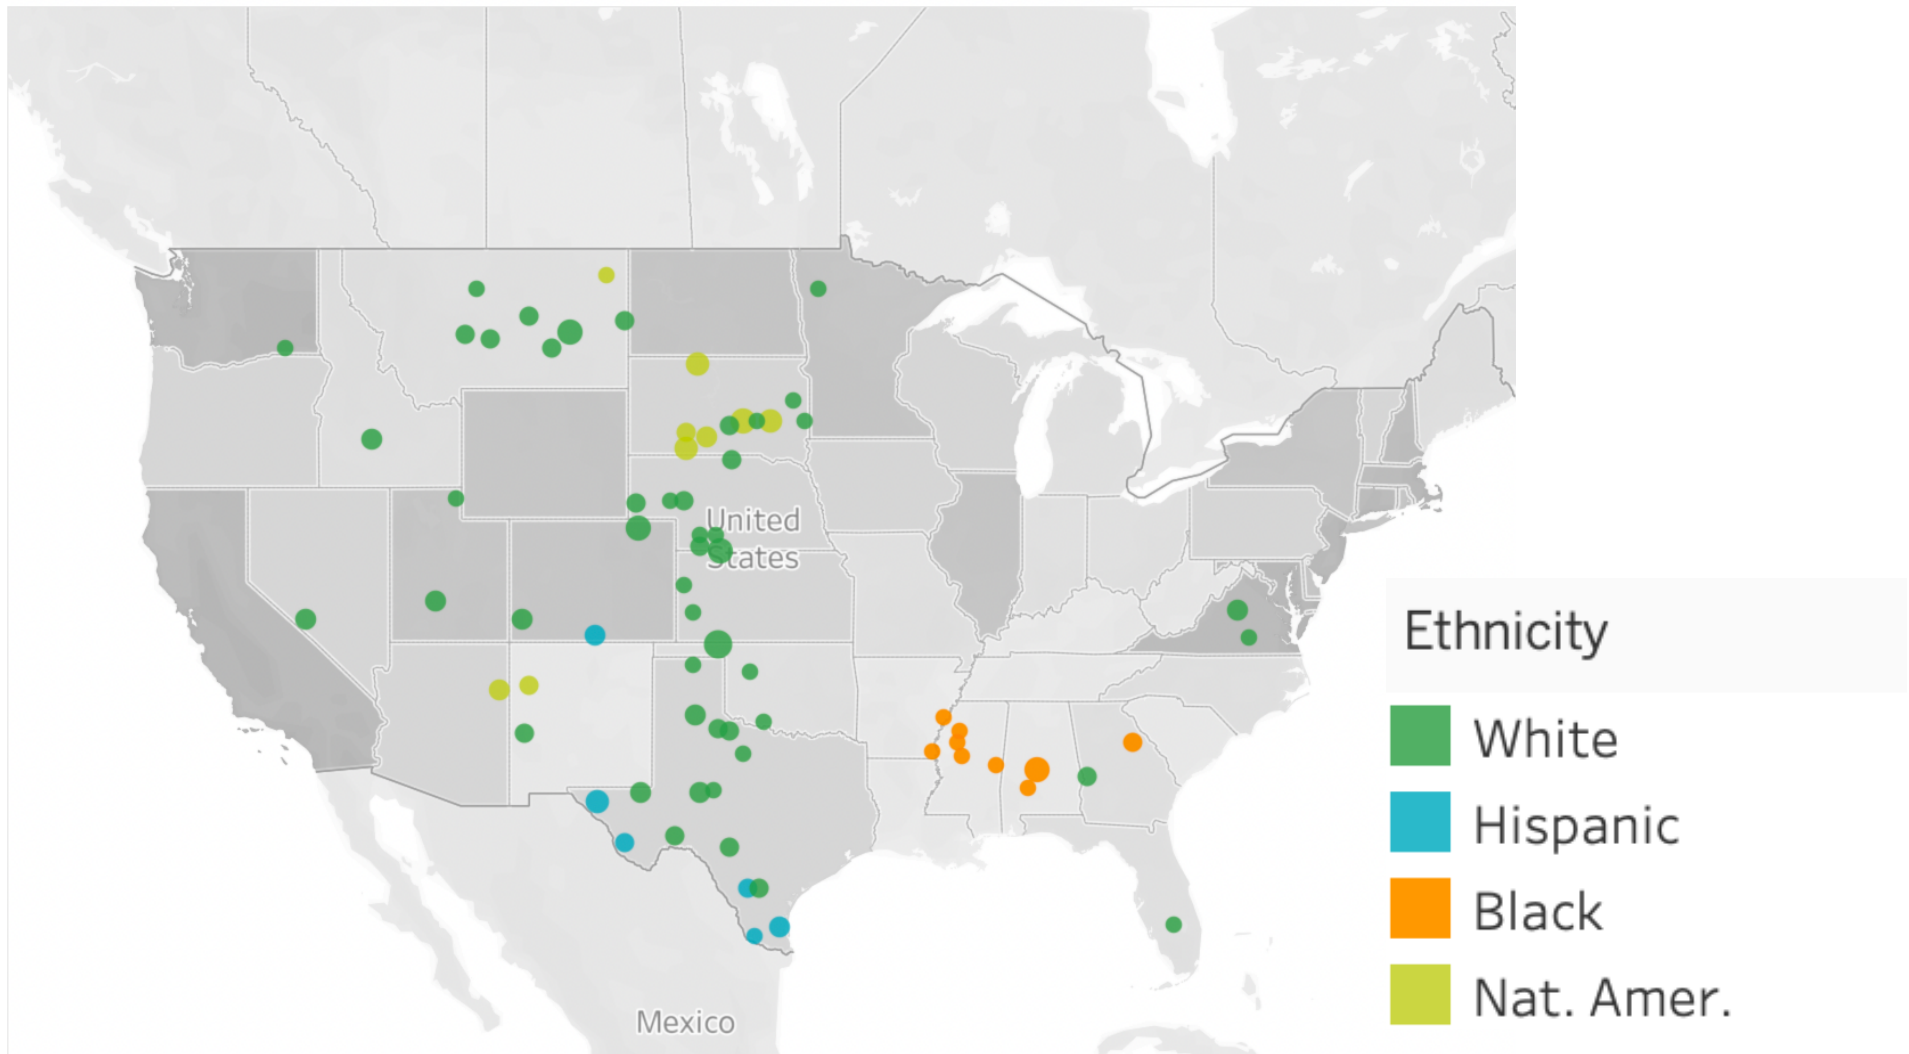 United
States
Mexico
Ethnicity
White
Hispanic
Black
Nat. Amer.